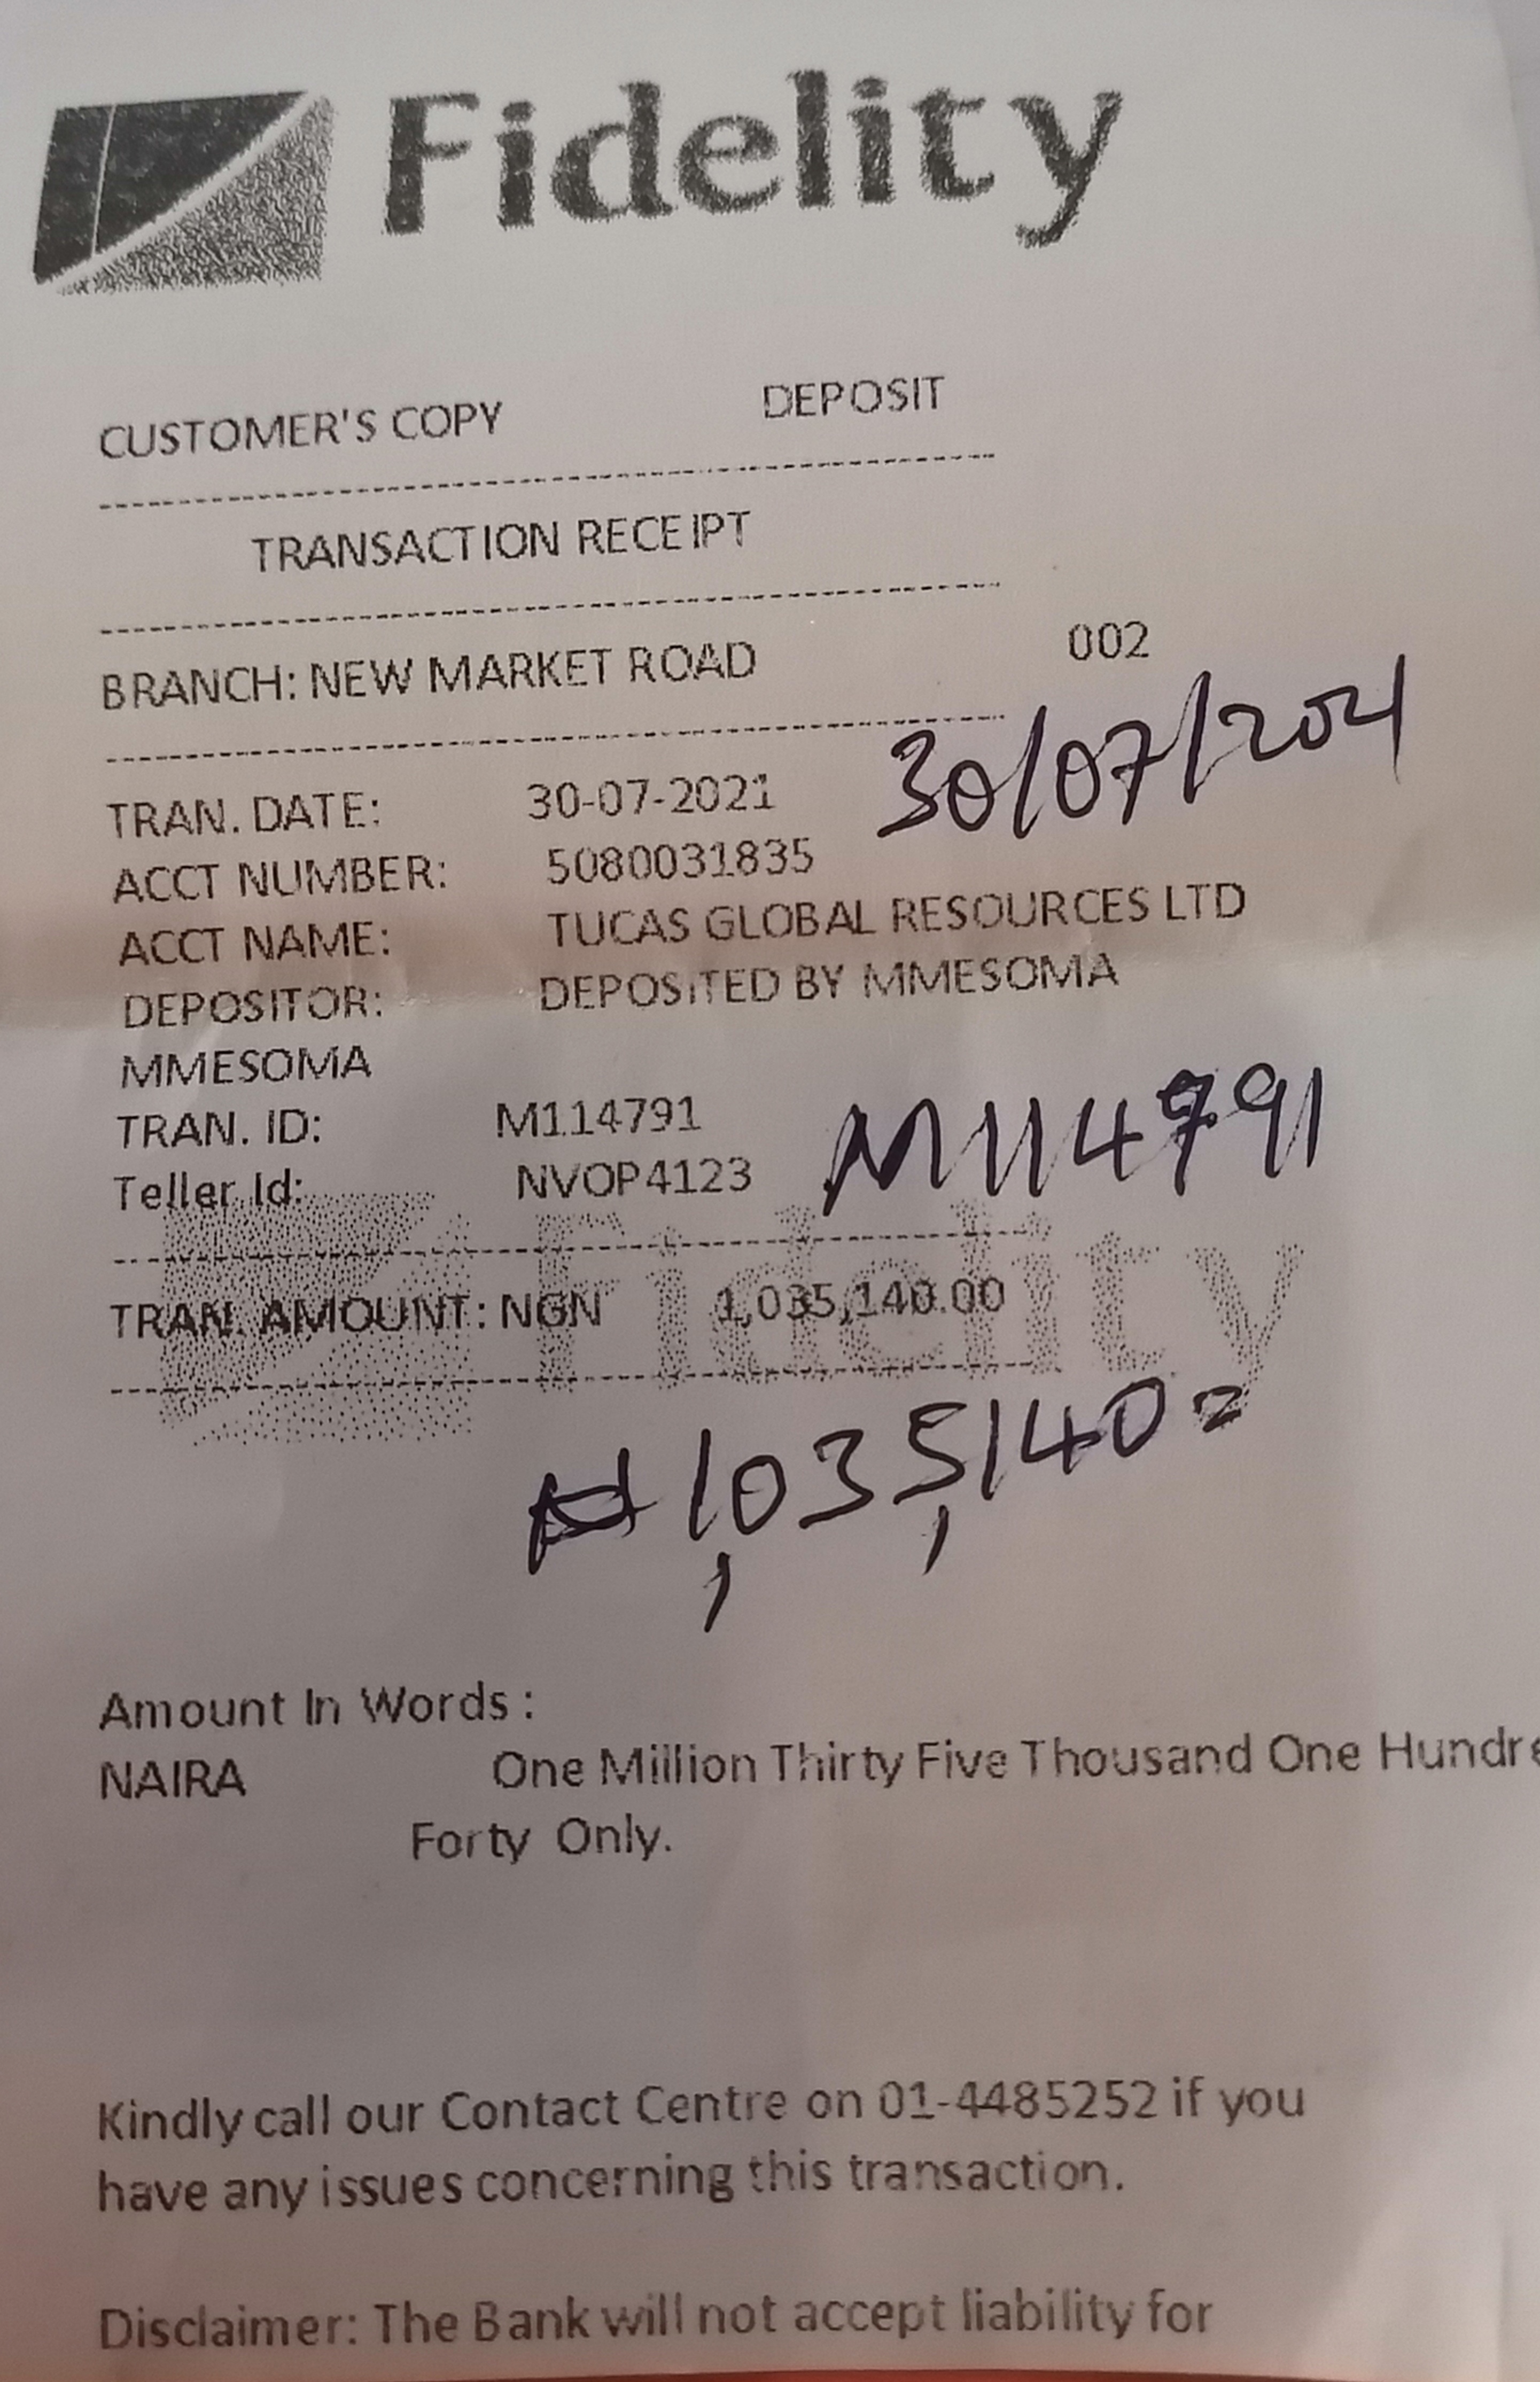 Fidelity
CUSTOMER'S COPY DEPOSIT
TRANSACTION RECEIPT
BRANCH: NEW MARKET ROAD 002
TRAN. DATE: 30-07-2021 30/07/2021
ACCT NUMBER: 5080031835
ACCT NAME: TUCAS GLOBAL RESOURCES LTD
DEPOSITOR: DEPOSITED BY MMESOMA
MMESOMA
TRAN. ID: M114791 M114791
Teller Id: NVOP4123
Fidelity
TRAN. AMOUNT: NGN 1,035,140.00
₦1,035,140=
Amount In Words :
NAIRA One Million Thirty Five Thousand One Hundre
Forty Only.
Kindly call our Contact Centre on 01-4485252 if you
have any issues concerning this transaction.
Disclaimer: The Bank will not accept liability for